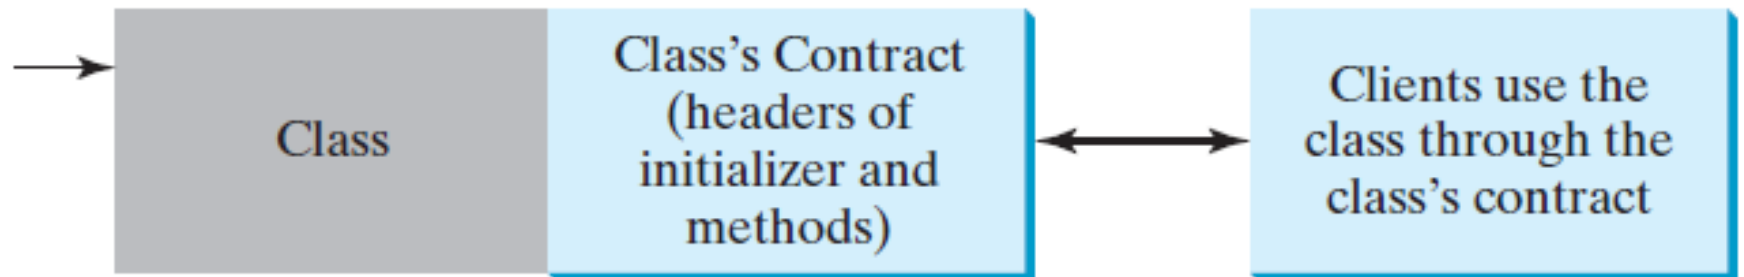 Class
Class’s Contract
(headers of
initializer and
methods)
Clients use the
class through the
class’s contract